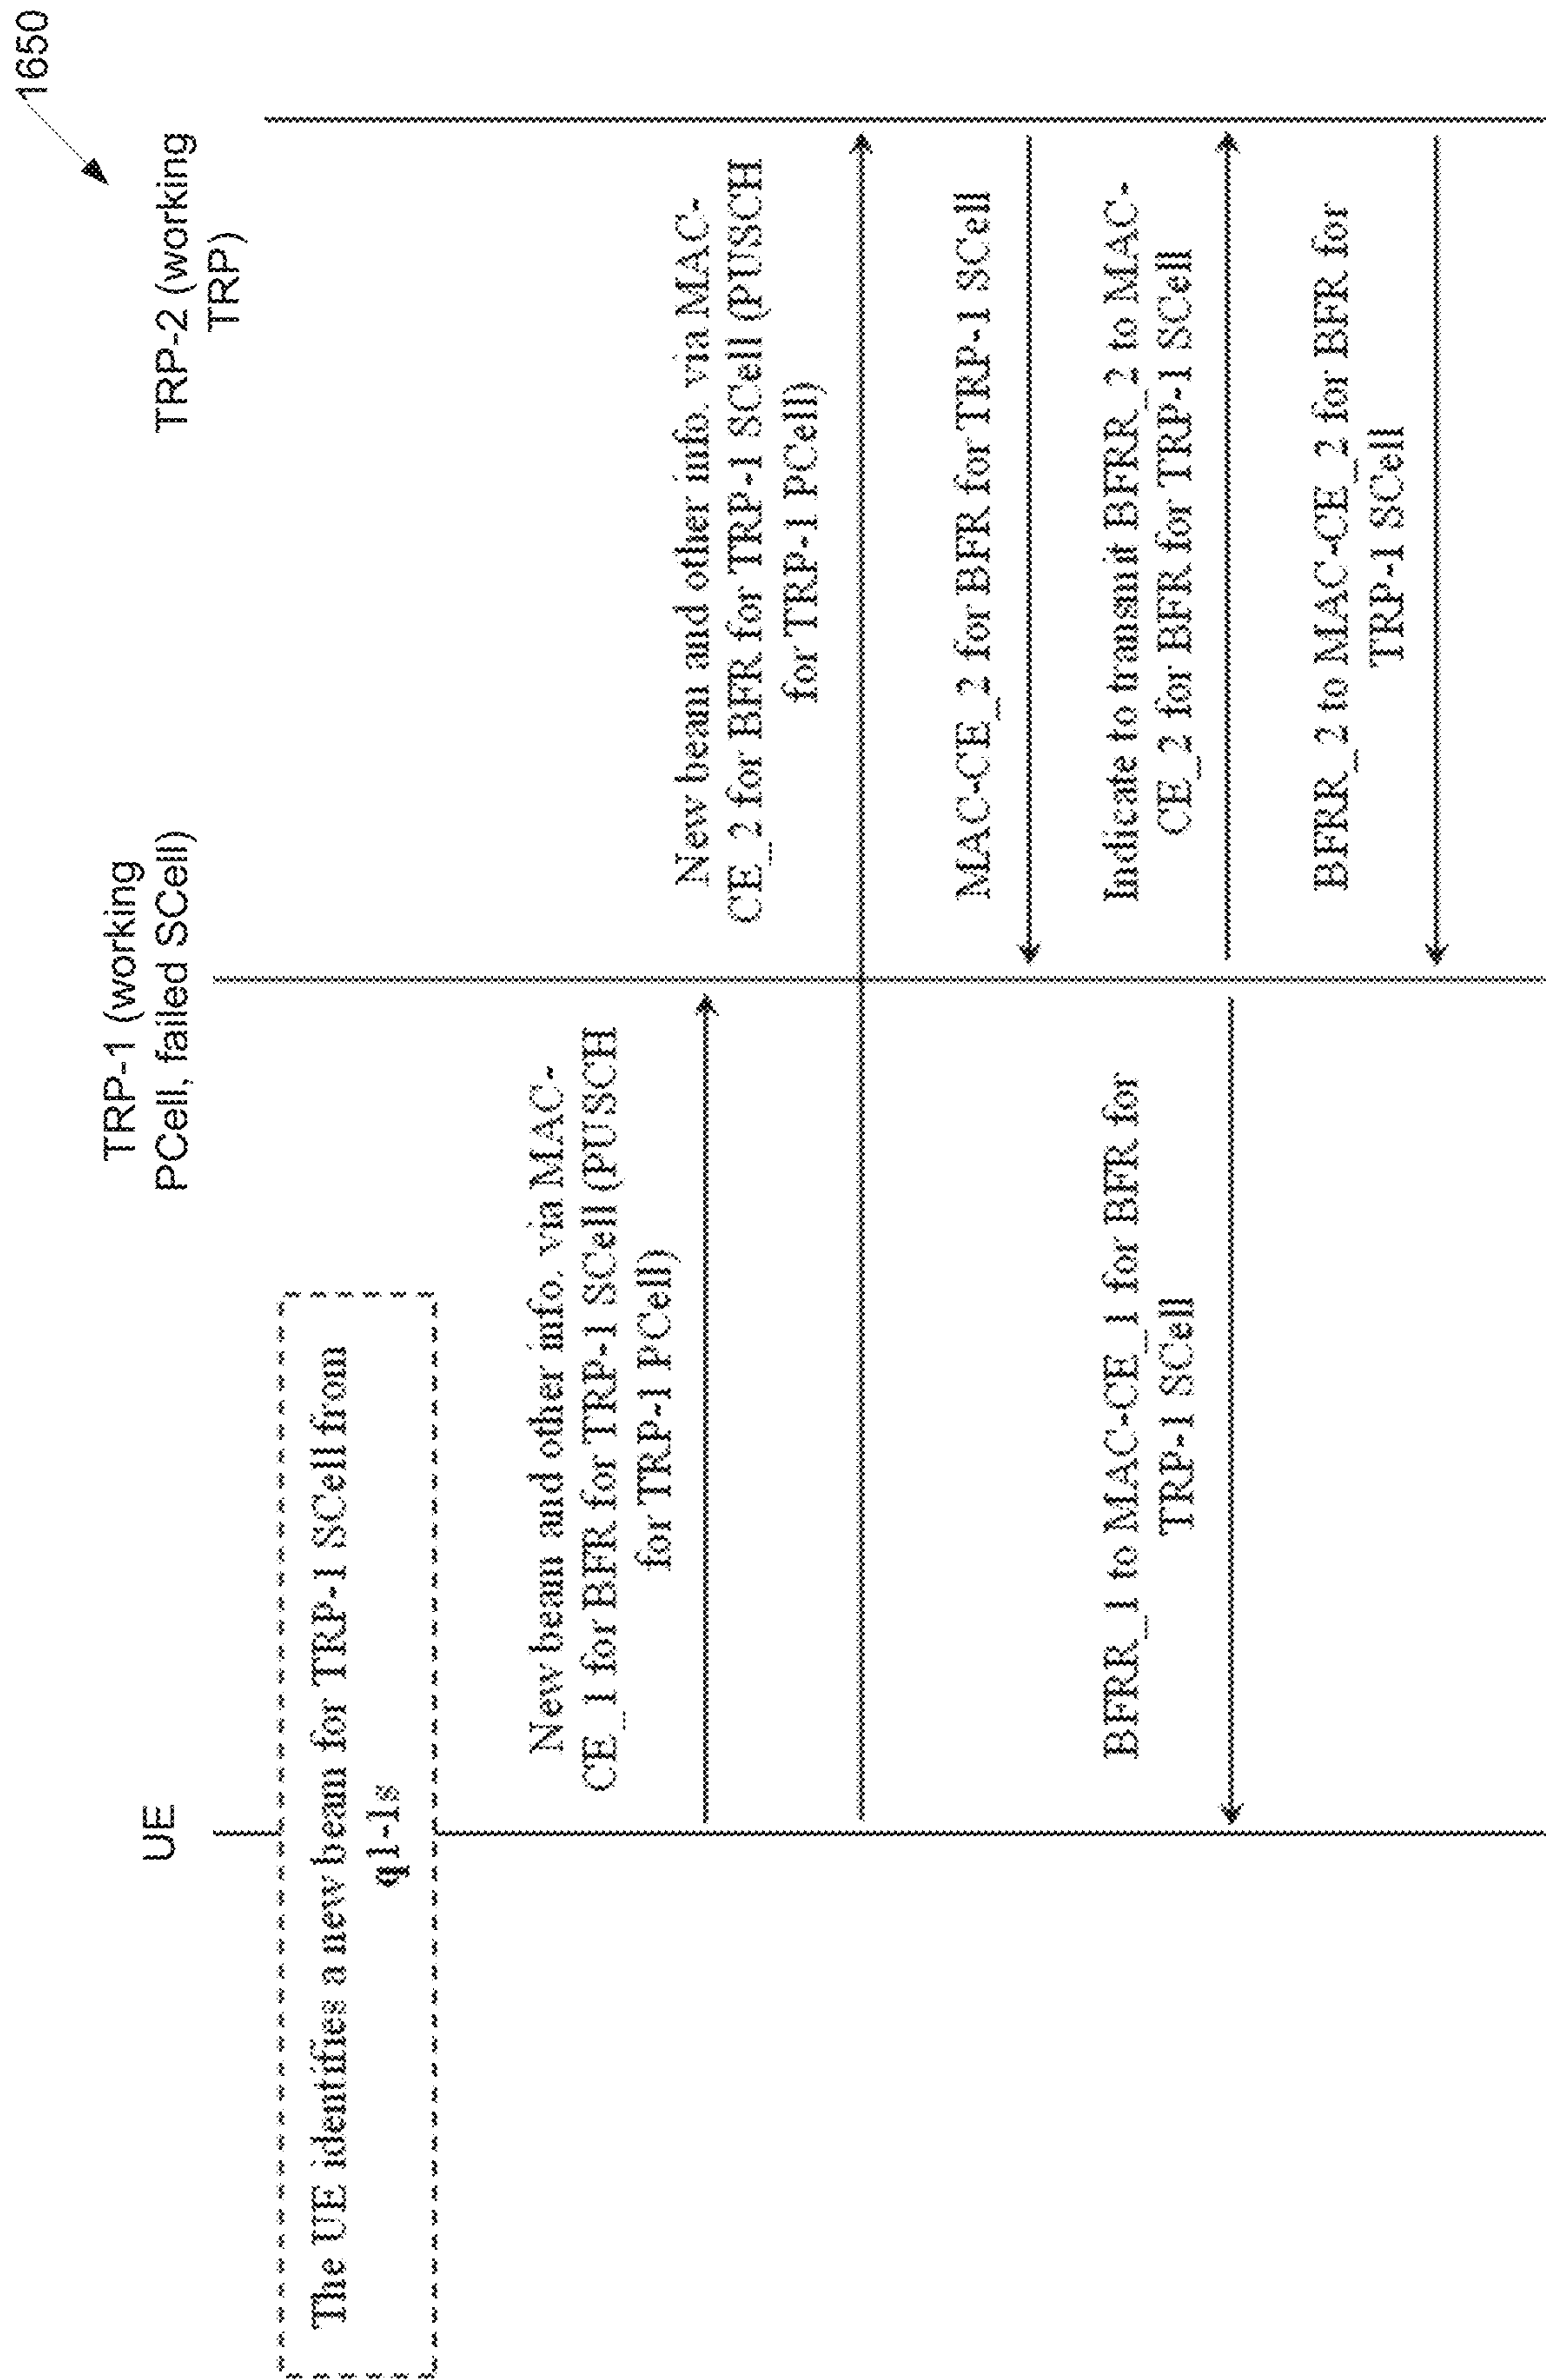 1650
UE
TRP-1 (working
PCell, failed SCell)
TRP-2 (working
TRP)
The UE identifies a new beam for TRP-1 SCell from
q1-1s
New beam and other info. via MAC-
CE_1 for BFR for TRP-1 SCell (PUSCH
for TRP-1 PCell)
New beam and other info. via MAC-
CE_2 for BFR for TRP-1 SCell (PUSCH
for TRP-1 PCell)
MAC-CE_2 for BFR for TRP-1 SCell
BFRR_1 to MAC-CE_1 for BFR for
TRP-1 SCell
Indicate to transmit BFRR_2 to MAC-
CE_2 for BFR for TRP-1 SCell
BFRR_2 to MAC-CE_2 for BFR for
TRP-1 SCell